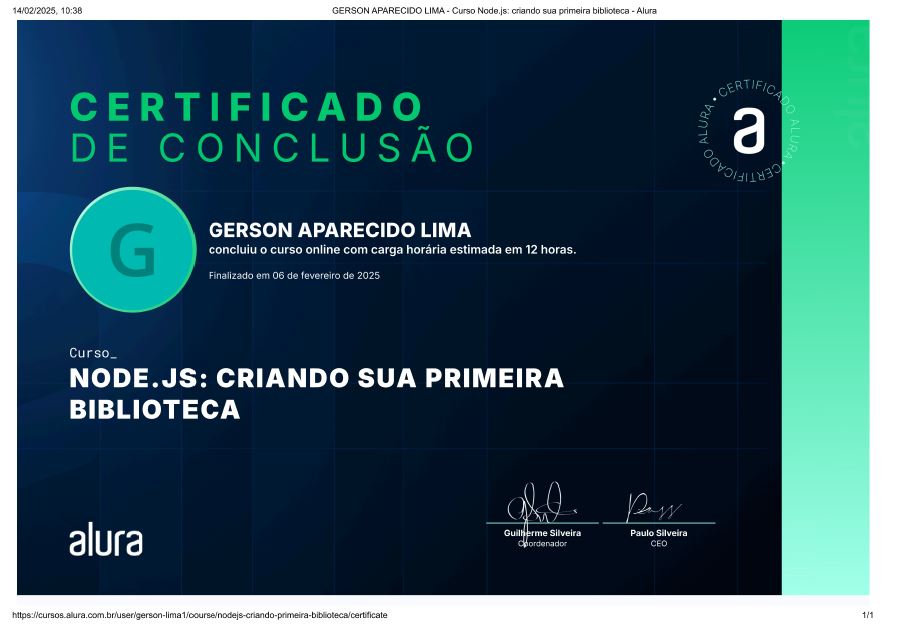 14/02/2025, 10:38
GERSON APARECIDO LIMA - Curso Node.js: criando sua primeira biblioteca - Alura
CERTIFICADO
DE CONCLUSÃO
CERTIFICADO ALURA • CERTIFICADO ALURA •
a
G
GERSON APARECIDO LIMA
concluiu o curso online com carga horária estimada em 12 horas.
Finalizado em 06 de fevereiro de 2025
Curso_
NODE.JS: CRIANDO SUA PRIMEIRA
BIBLIOTECA
alura
Guilherme Silveira
Coordenador
Paulo Silveira
CEO
https://cursos.alura.com.br/user/gerson-lima1/course/nodejs-criando-primeira-biblioteca/certificate
1/1